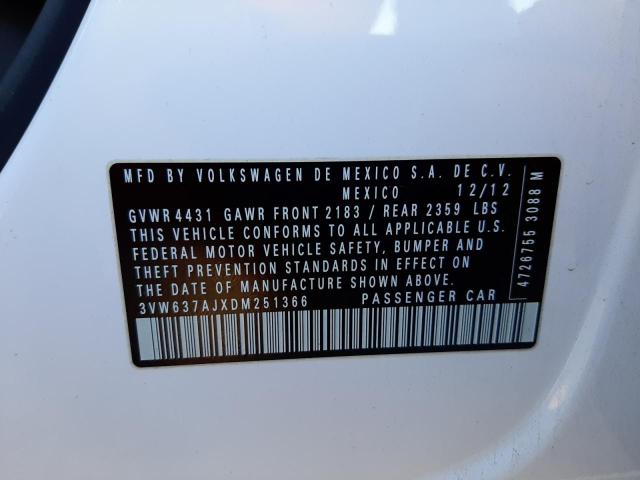 MFD BY VOLKSWAGEN DE MEXICO S.A. DE C.V.
MEXICO 12/12
GVWR 4431 GAWR FRONT 2183 / REAR 2359 LBS
THIS VEHICLE CONFORMS TO ALL APPLICABLE U.S.
FEDERAL MOTOR VEHICLE SAFETY, BUMPER AND
THEFT PREVENTION STANDARDS IN EFFECT ON
THE DATE OF MANUFACTURE SHOWN ABOVE.
3VW637AJXDM251366 PASSENGER CAR
4726755 3088 M